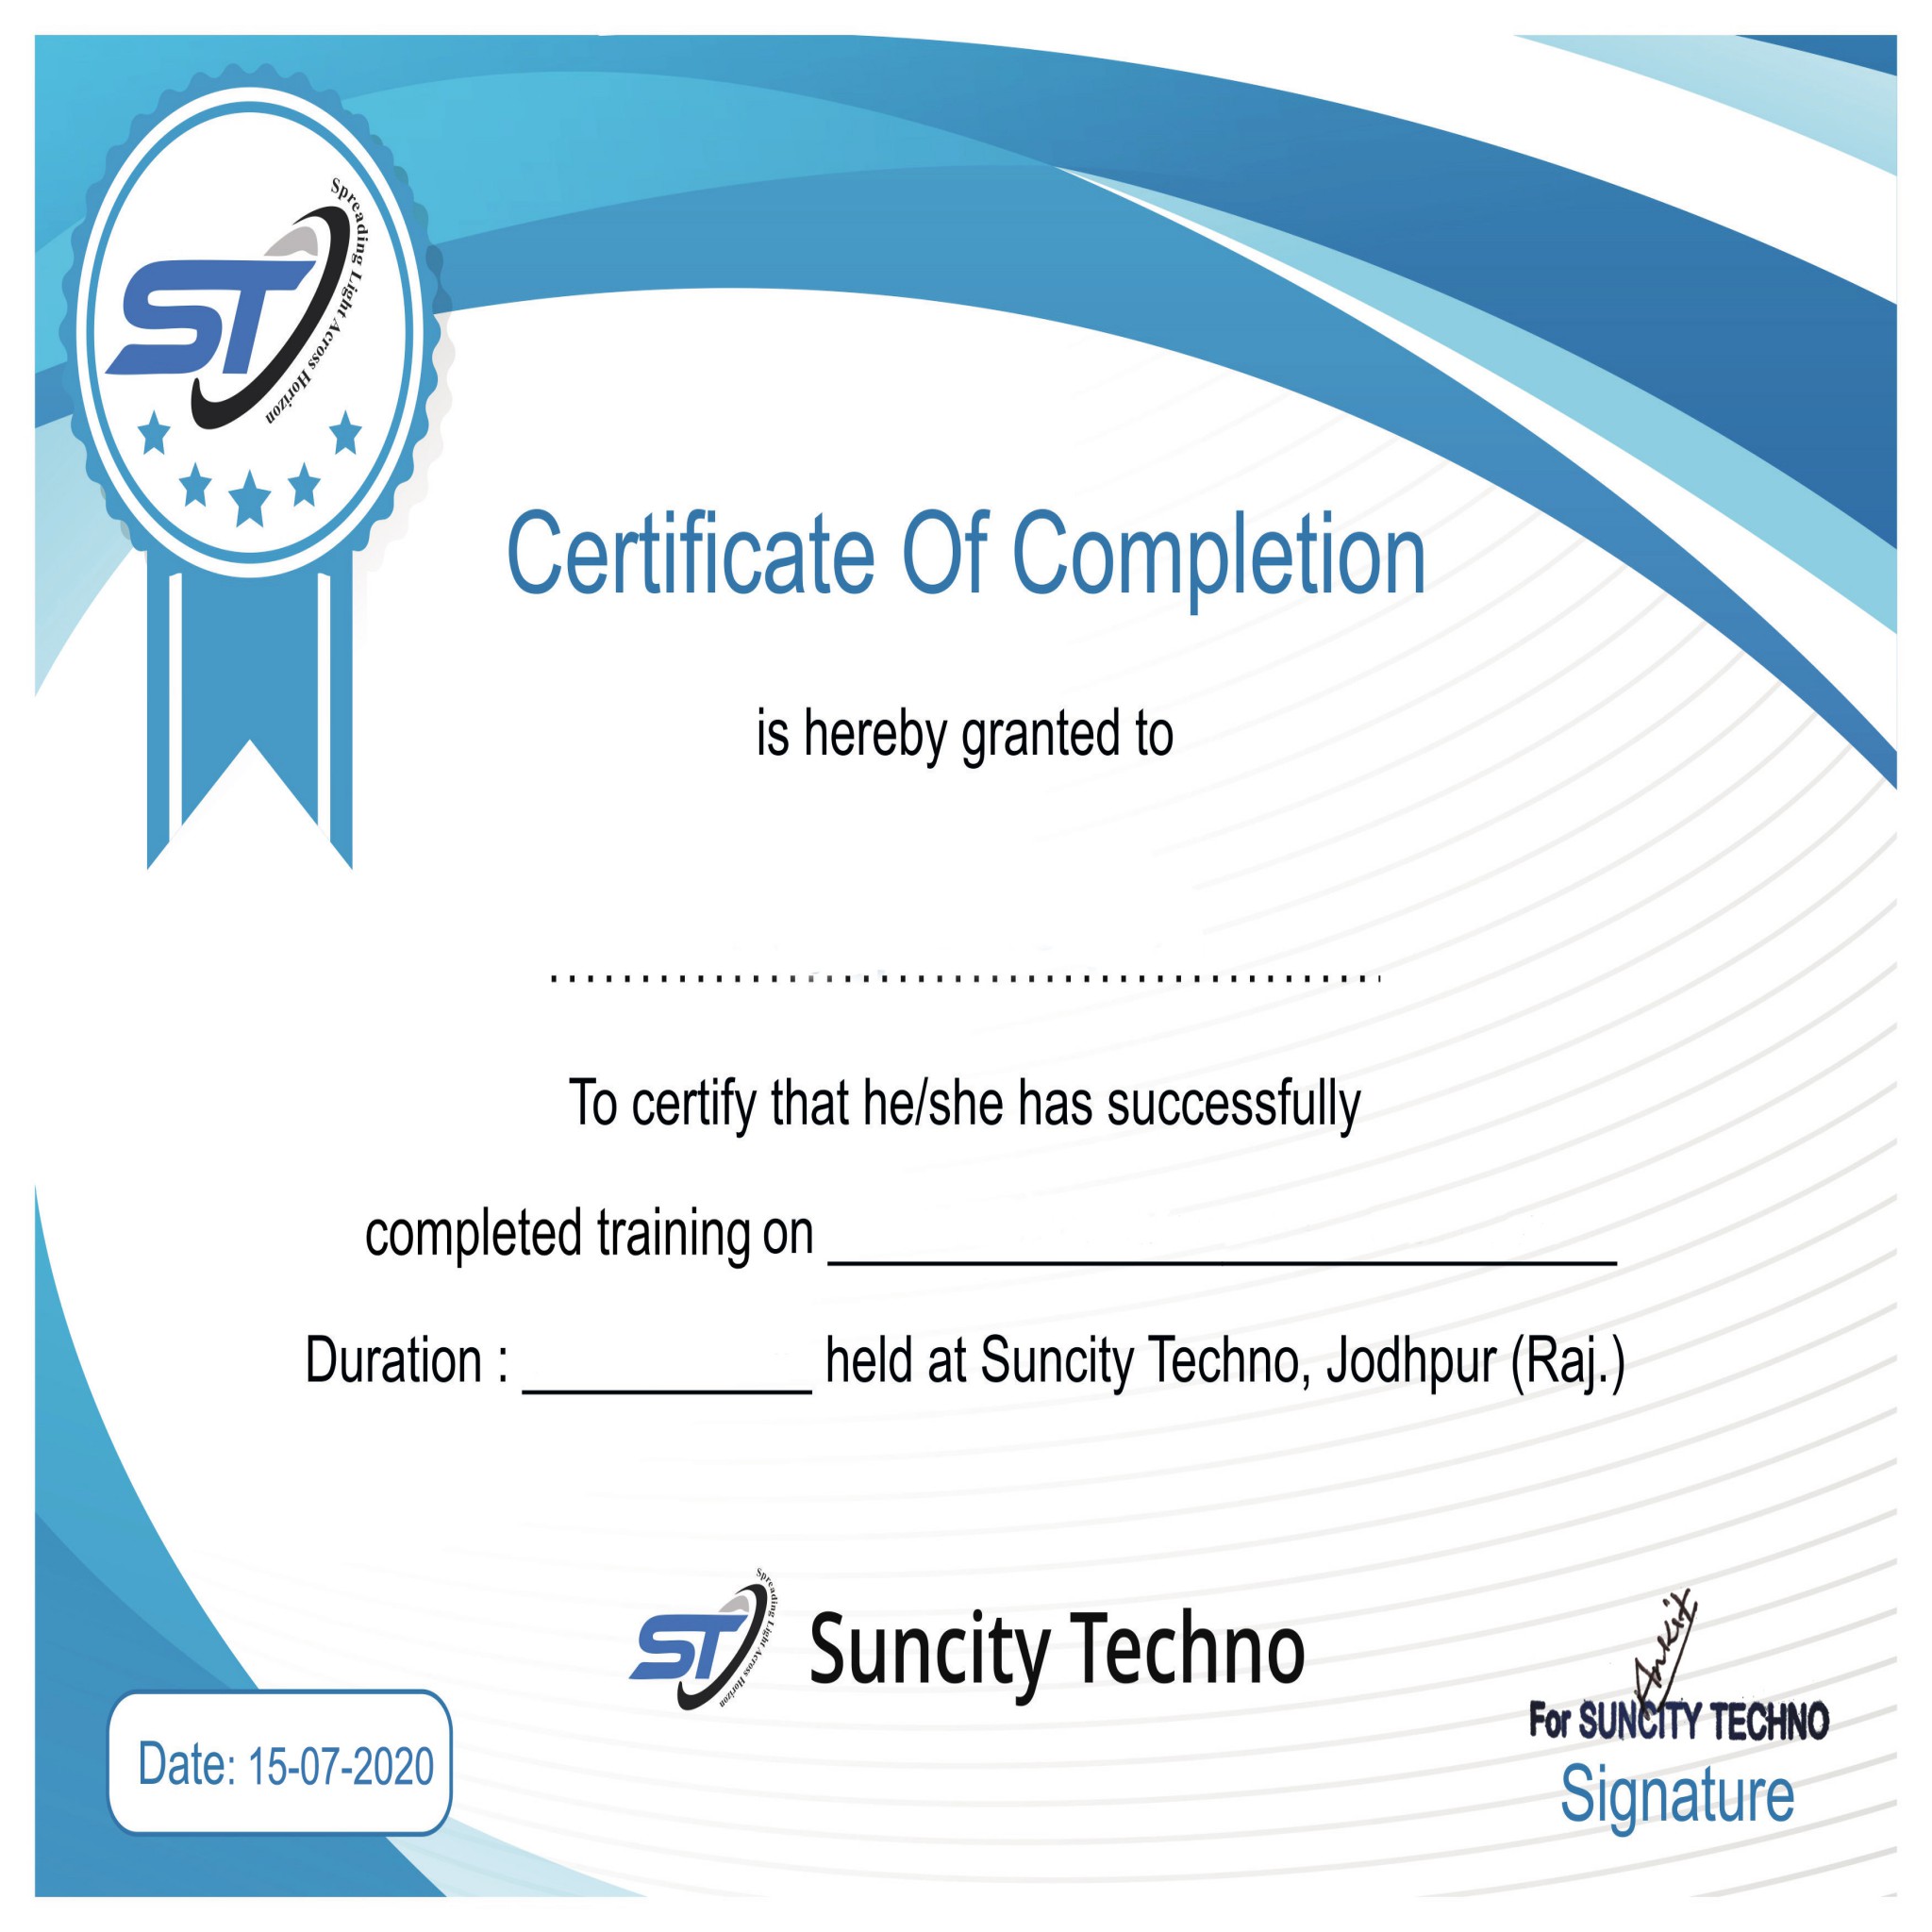 ST
Spreading Light Across Horizon
Certificate Of Completion
is hereby granted to
To certify that he/she has successfully
completed training on
Duration : held at Suncity Techno, Jodhpur (Raj.)
ST
Spreading Light Across Horizon
Suncity Techno
Ankit
For SUNCITY TECHNO
Date: 15-07-2020
Signature